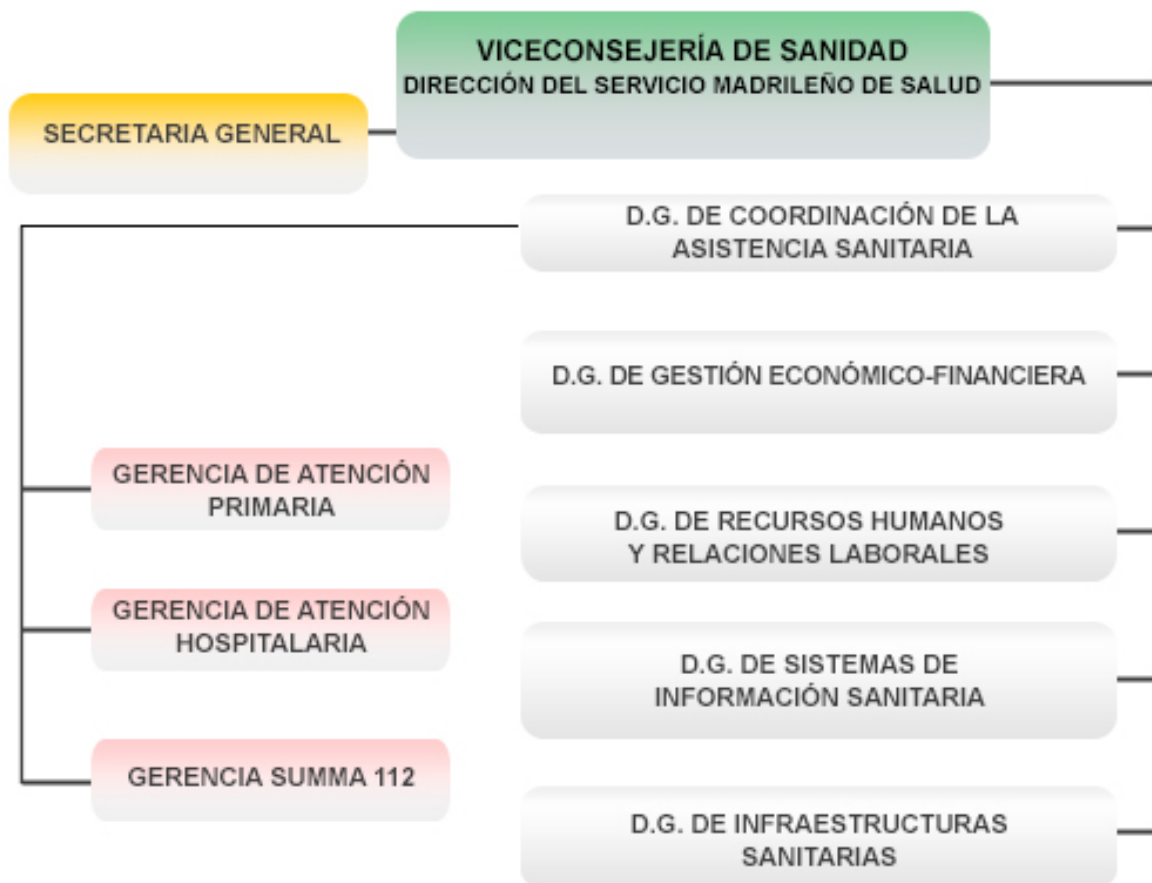 VICECONSEJERÍA DE SANIDAD
DIRECCIÓN DEL SERVICIO MADRILEÑO DE SALUD
SECRETARIA GENERAL
D.G. DE COORDINACIÓN DE LA
ASISTENCIA SANITARIA
D.G. DE GESTIÓN ECONÓMICO-FINANCIERA
GERENCIA DE ATENCIÓN
PRIMARIA
D.G. DE RECURSOS HUMANOS
Y RELACIONES LABORALES
GERENCIA DE ATENCIÓN
HOSPITALARIA
D.G. DE SISTEMAS DE
INFORMACIÓN SANITARIA
GERENCIA SUMMA 112
D.G. DE INFRAESTRUCTURAS
SANITARIAS